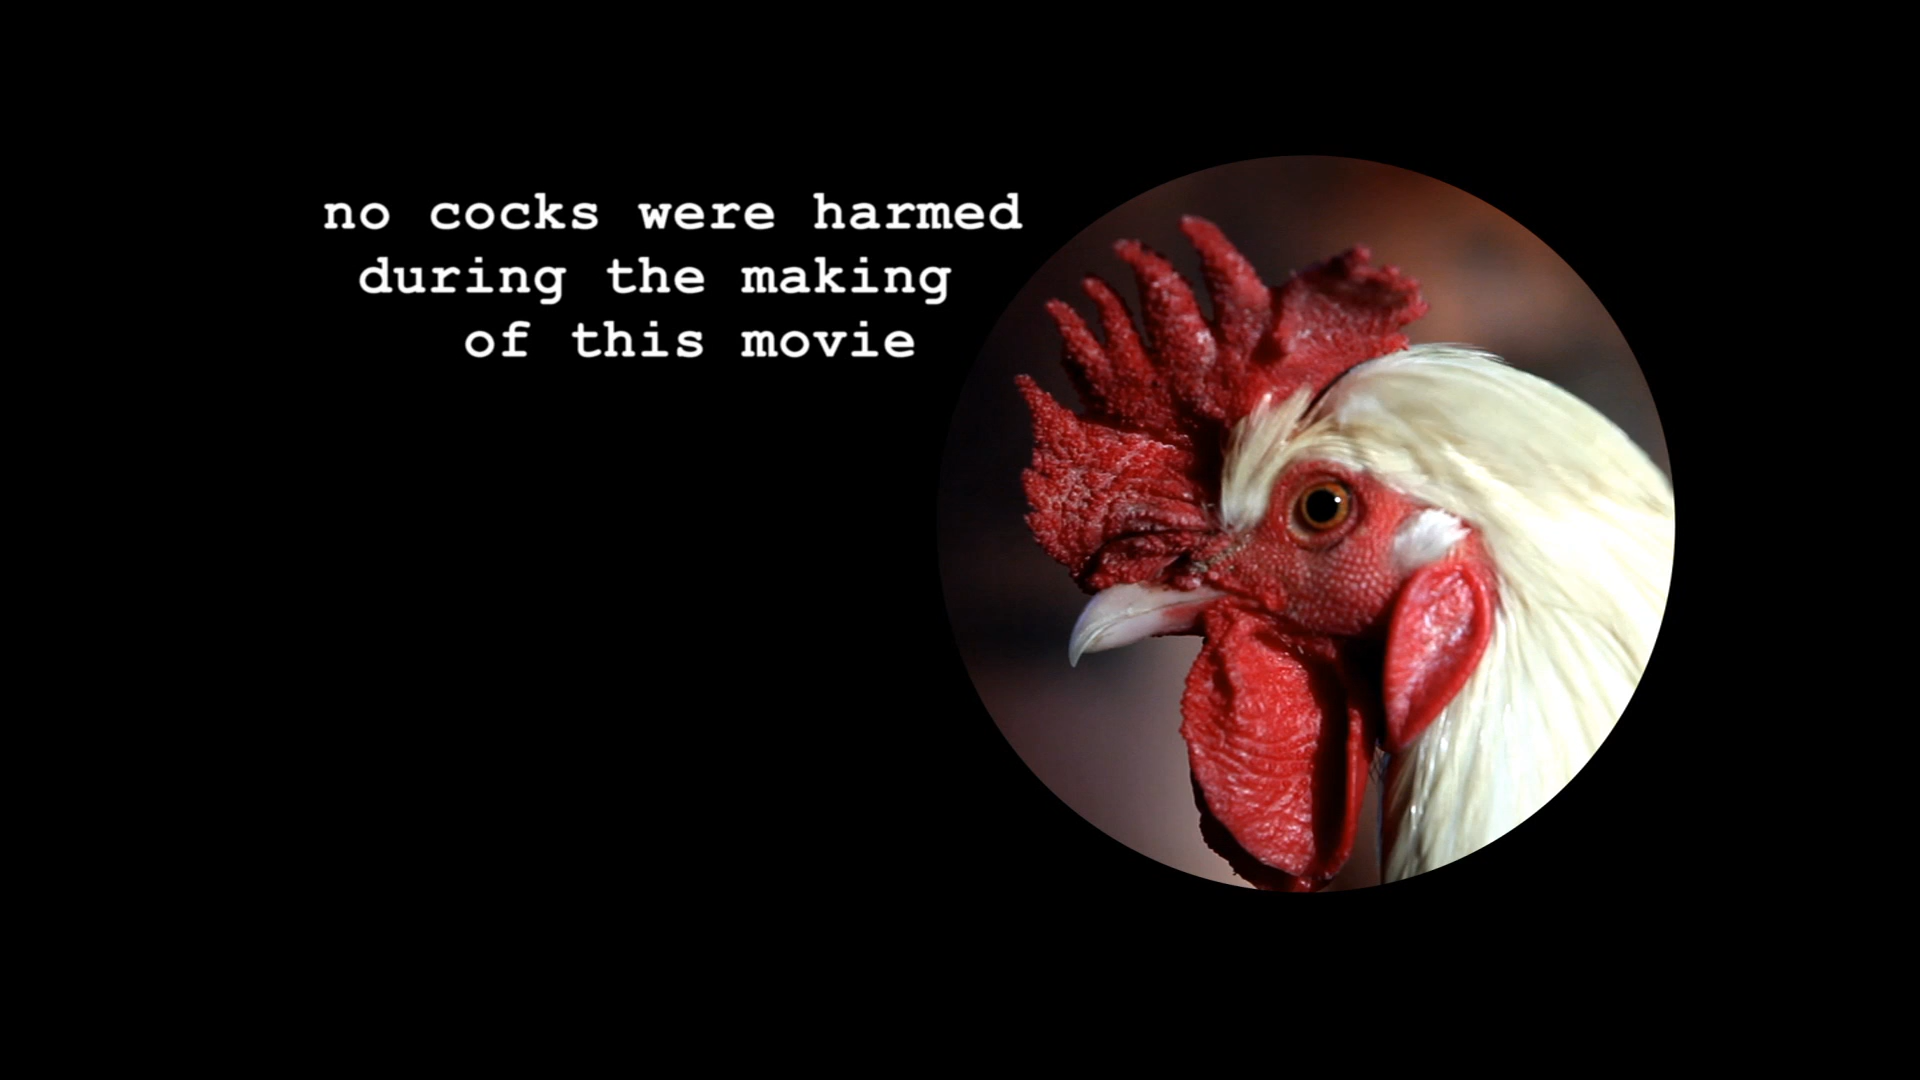 no cocks were harmed
during the making
of this movie